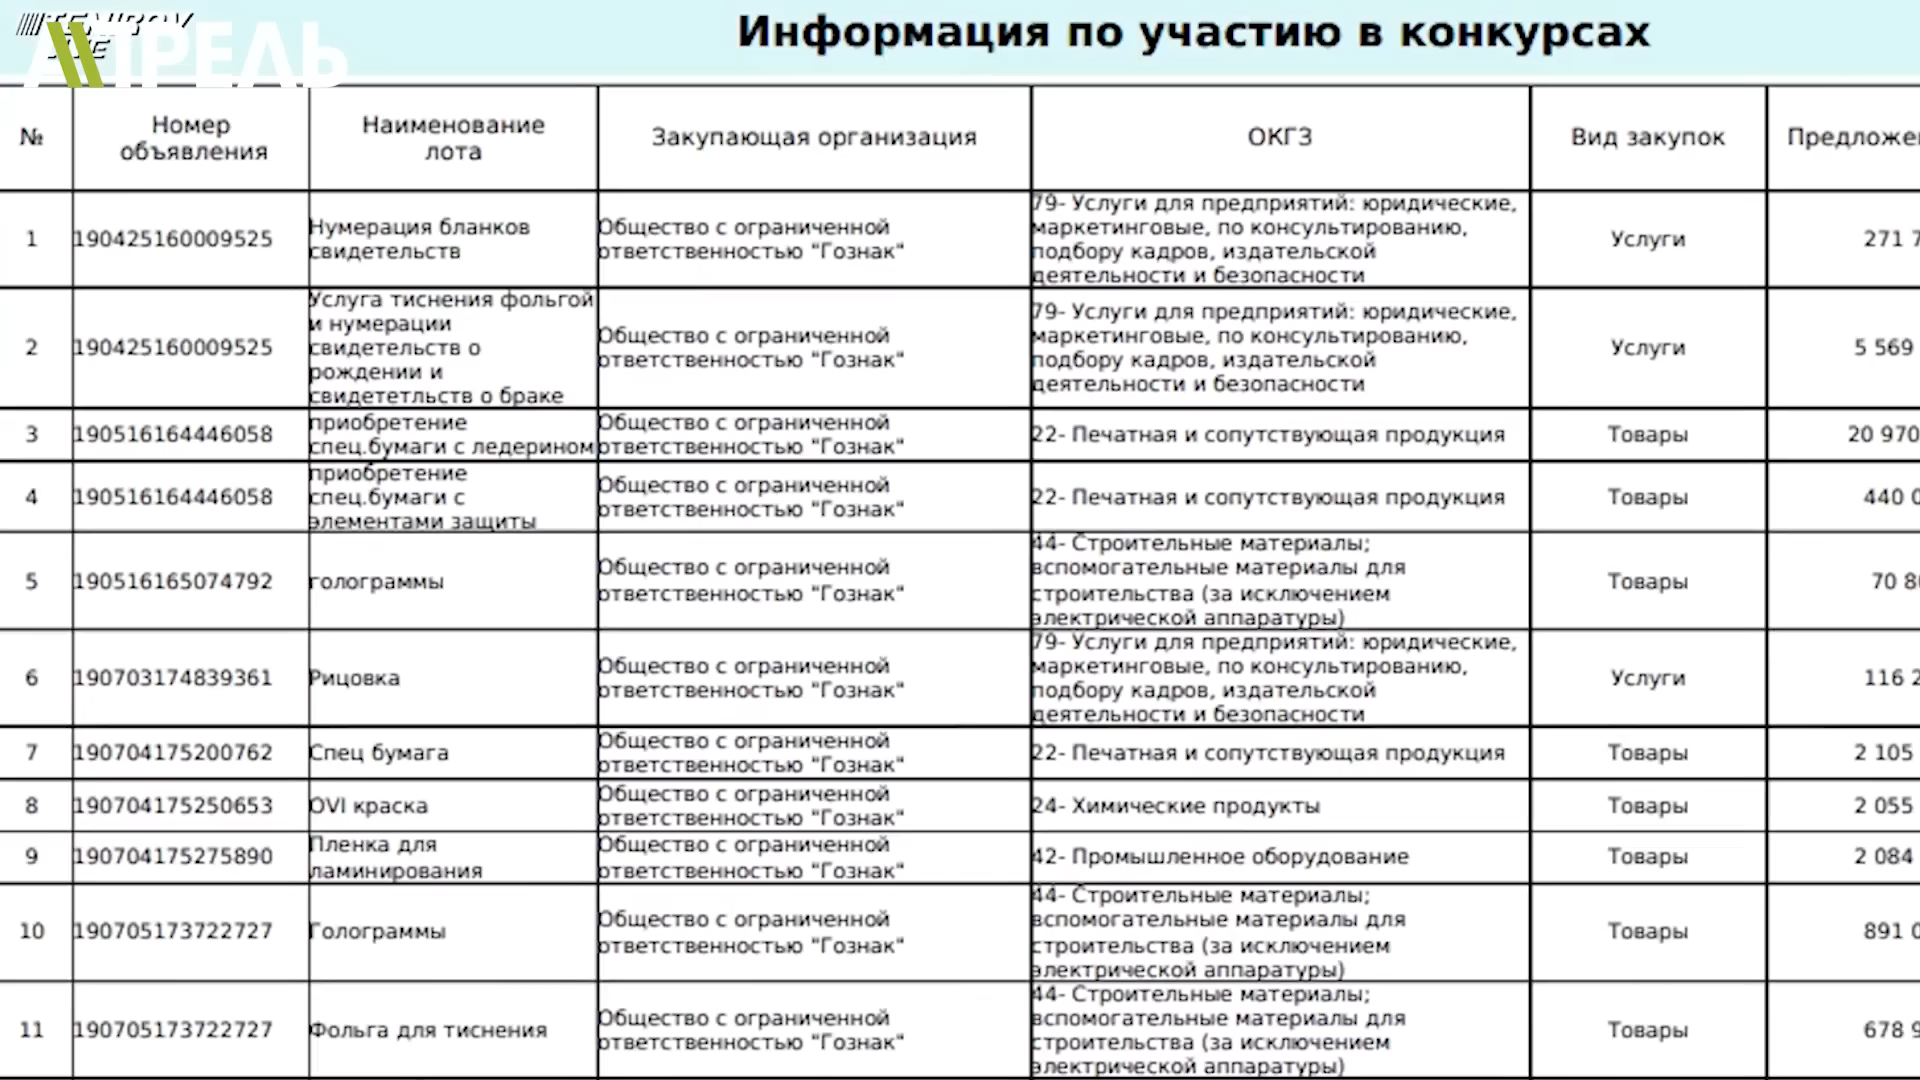 АПРЕЛЬ
Информация по участию в конкурсах
№
Номер
объявления
Наименование
лота
Закупающая организация
ОКГЗ
Вид закупок
1
190425160009525
Нумерация бланков
свидетельств
Общество с ограниченной
ответственностью "Гознак"
79- Услуги для предприятий: юридические,
маркетинговые, по консультированию,
подбору кадров, издательской
деятельности и безопасности
Услуги
271
2
190425160009525
Услуга тиснения фольгой
и нумерации
свидетельств о
рождении и
свидететльств о браке
Общество с ограниченной
ответственностью "Гознак"
79- Услуги для предприятий: юридические,
маркетинговые, по консультированию,
подбору кадров, издательской
деятельности и безопасности
Услуги
5 569
3
190516164446058
приобретение
спец.бумаги с ледерином
Общество с ограниченной
ответственностью "Гознак"
22- Печатная и сопутствующая продукция
Товары
20 970
4
190516164446058
приобретение
спец.бумаги с
элементами защиты
Общество с ограниченной
ответственностью "Гознак"
22- Печатная и сопутствующая продукция
Товары
440
5
190516165074792
голограммы
Общество с ограниченной
ответственностью "Гознак"
44- Строительные материалы;
вспомогательные материалы для
строительства (за исключением
электрической аппаратуры)
Товары
70
6
190703174839361
Рицовка
Общество с ограниченной
ответственностью "Гознак"
79- Услуги для предприятий: юридические,
маркетинговые, по консультированию,
подбору кадров, издательской
деятельности и безопасности
Услуги
116
7
190704175200762
Спец бумага
Общество с ограниченной
ответственностью "Гознак"
22- Печатная и сопутствующая продукция
Товары
2 105
8
190704175250653
OVI краска
Общество с ограниченной
ответственностью "Гознак"
24- Химические продукты
Товары
2 055
9
190704175275890
Пленка для
ламинирования
Общество с ограниченной
ответственностью "Гознак"
42- Промышленное оборудование
Товары
2 084
10
190705173722727
Голограммы
Общество с ограниченной
ответственностью "Гознак"
44- Строительные материалы;
вспомогательные материалы для
строительства (за исключением
электрической аппаратуры)
Товары
891
11
190705173722727
Фольга для тиснения
Общество с ограниченной
ответственностью "Гознак"
44- Строительные материалы;
вспомогательные материалы для
строительства (за исключением
электрической аппаратуры)
Товары
678